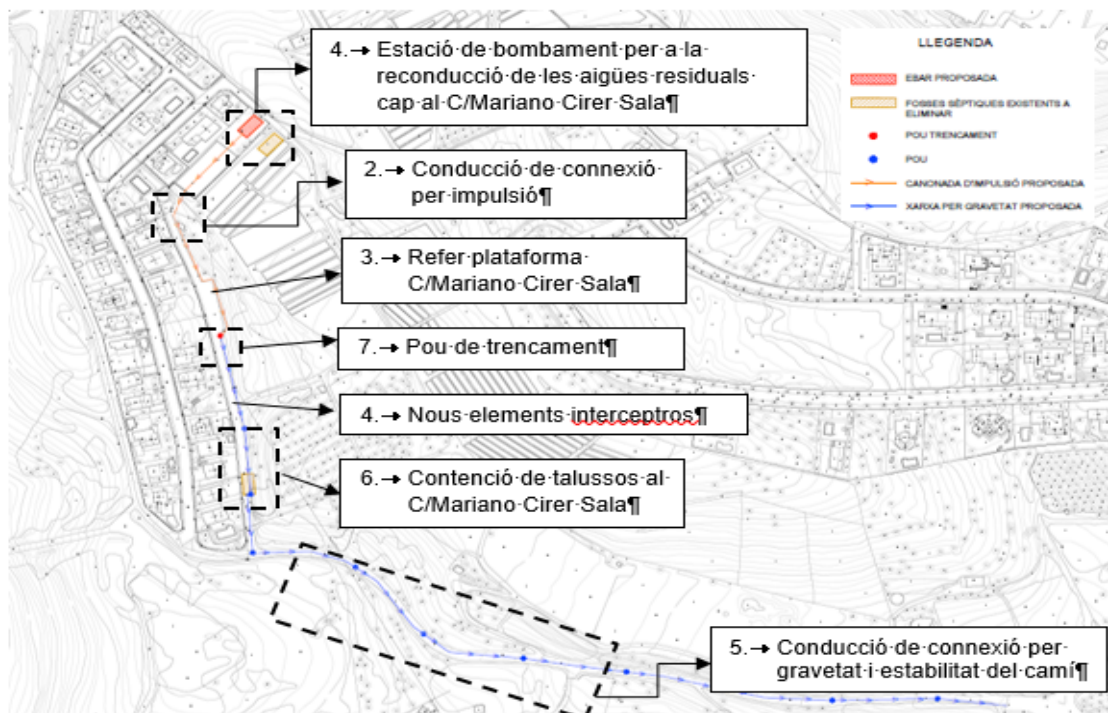 4.→ Estació·de·bombament·per·a·la·
reconducció·de·les·aigües·residuals·
cap·al·C/Mariano·Cirer·Sala¶
2.→ Conducció·de·connexió·
per·impulsió¶
3.→ Refer·plataforma·
C/Mariano·Cirer·Sala¶
7.→ Pou·de·trencament¶
4.→ Nous·elements·interceptros¶
6.→ Contenció·de·talussos·al·
C/Mariano·Cirer·Sala¶
5.→ Conducció·de·connexió·per·
gravetat·i·estabilitat·del·camí¶
LLEGENDA
EBAR PROPOSADA
FOSSES SÈPTIQUES EXISTENTS A
ELIMINAR
POU TRENCAMENT
POU
CANONADA D'IMPULSIÓ PROPOSADA
XARXA PER GRAVETAT PROPOSADA